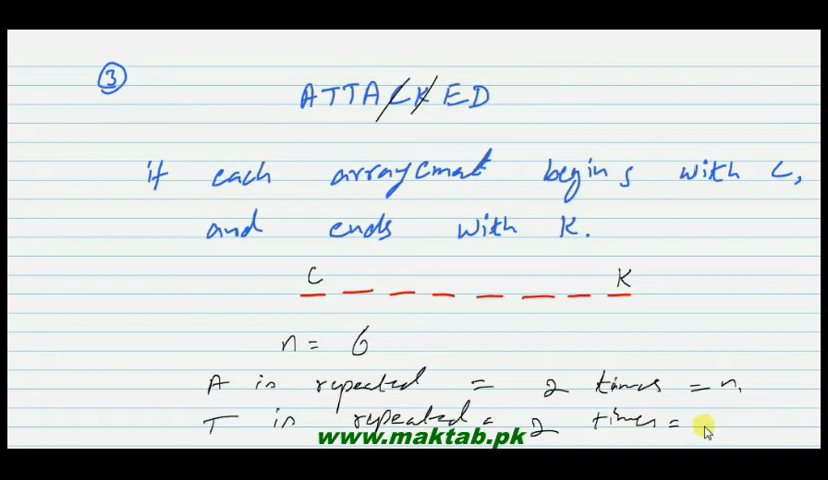 3
ATTACKED
if each arrangement begins with C,
and ends with K.
C K
n = 6
A is repeated = 2 times = n,
T is repeated = 2 times =
www.maktab.pk